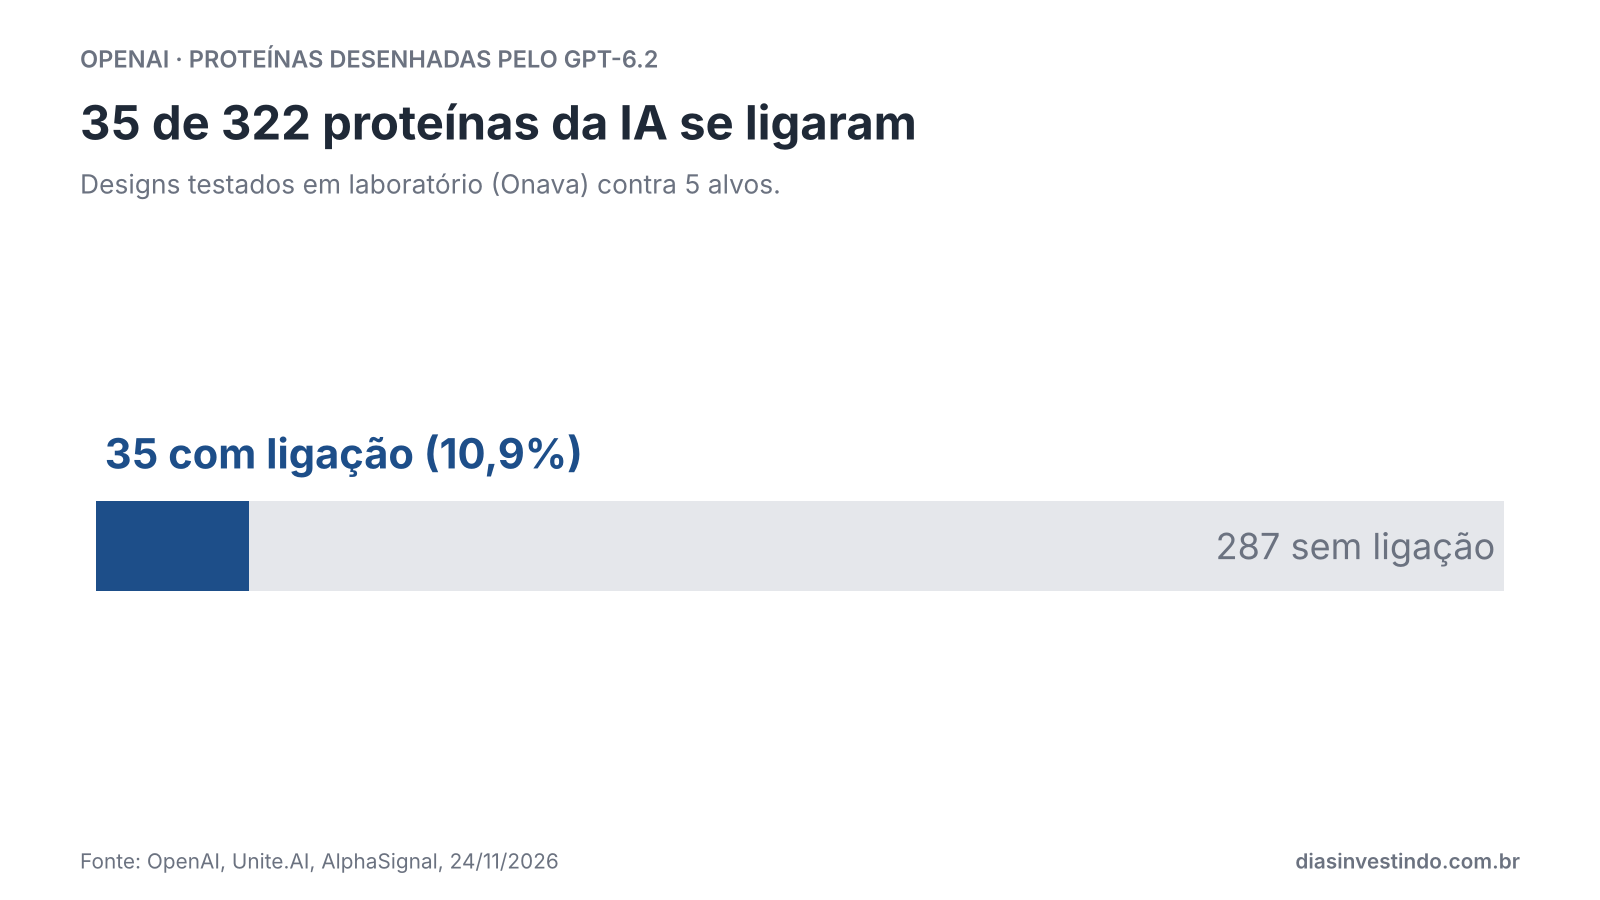 OPENAI · PROTEÍNAS DESENHADAS PELO GPT-6.2
35 de 322 proteínas da IA se ligaram
Designs testados em laboratório (Onava) contra 5 alvos.
35 com ligação (10,9%)
287 sem ligação
Fonte: OpenAI, Unite.AI, AlphaSignal, 24/11/2026
diasinvestindo.com.br